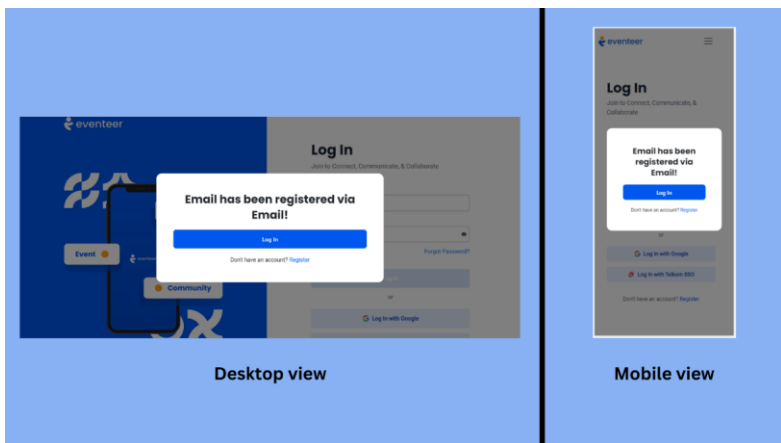 eventeer
Log In
Join to Connect, Communicate, & Collaborate
Email has been registered via
Email!
Log In
Don't have an account? Register
Forgot Password?
Event
Community
or
Log In with Google
Desktop view
eventeer
Log In
Join to Connect, Communicate, &
Collaborate
Email has been
registered via
Email!
Log In
Don't have an account? Register
or
Log In with Google
Log In with Telkom SSO
Don't have an account? Register
Mobile view